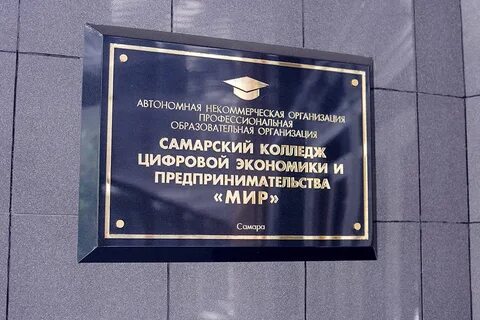 АВТОНОМНАЯ НЕКОММЕРЧЕСКАЯ ОРГАНИЗАЦИЯ
ПРОФЕССИОНАЛЬНАЯ
ОБРАЗОВАТЕЛЬНАЯ ОРГАНИЗАЦИЯ
САМАРСКИЙ КОЛЛЕДЖ
ЦИФРОВОЙ ЭКОНОМИКИ И
ПРЕДПРИНИМАТЕЛЬСТВА
«МИР»
Самара